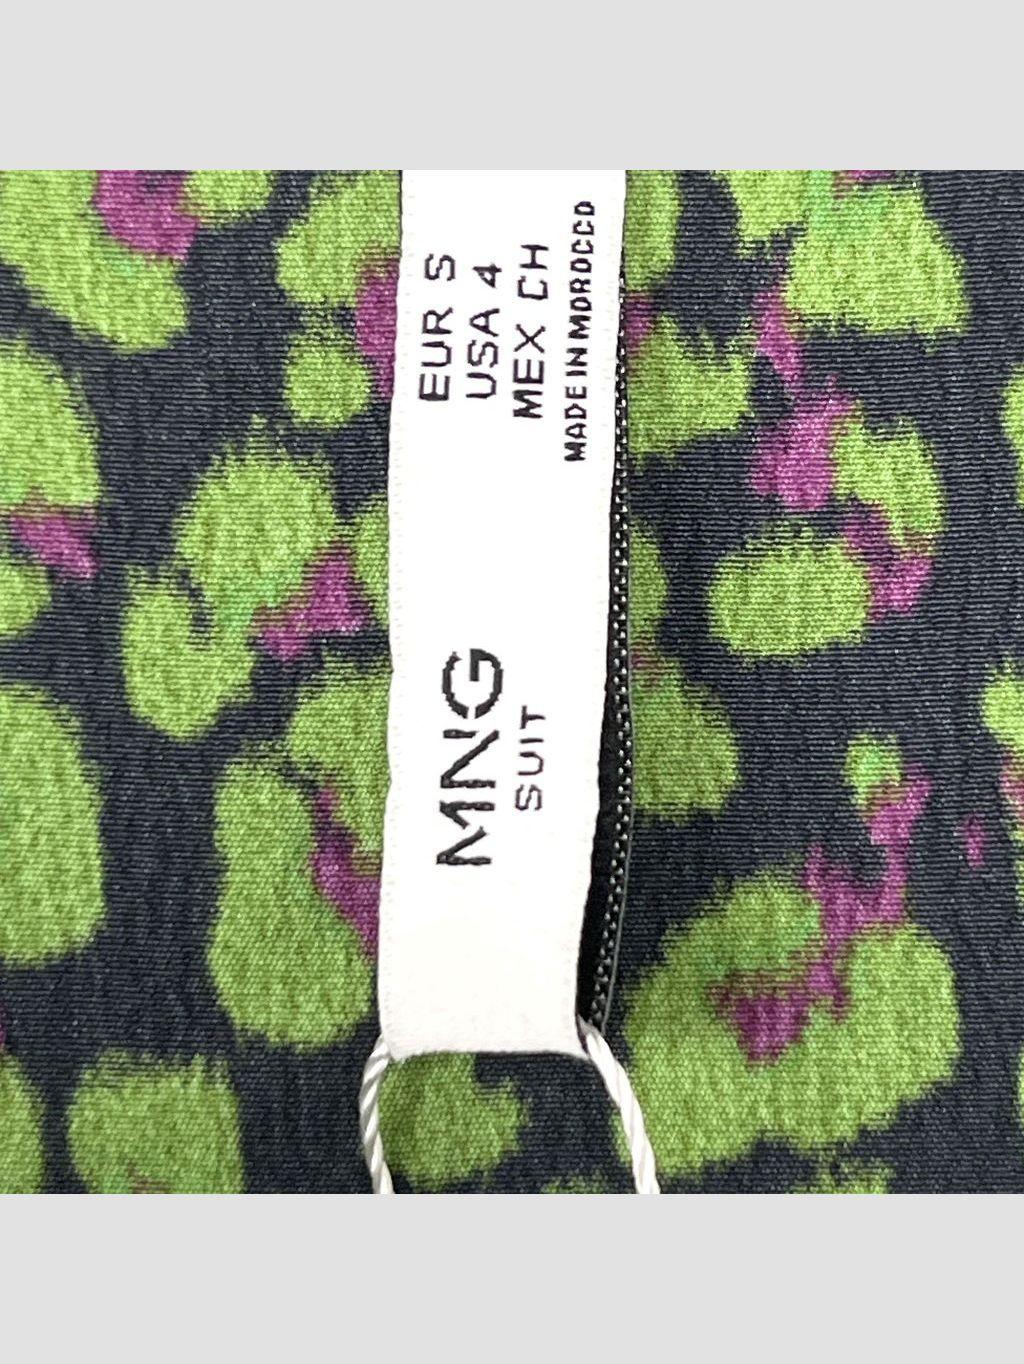 MNG
SUIT
EUR S
USA 4
MEX CH
MADE IN MOROCCO